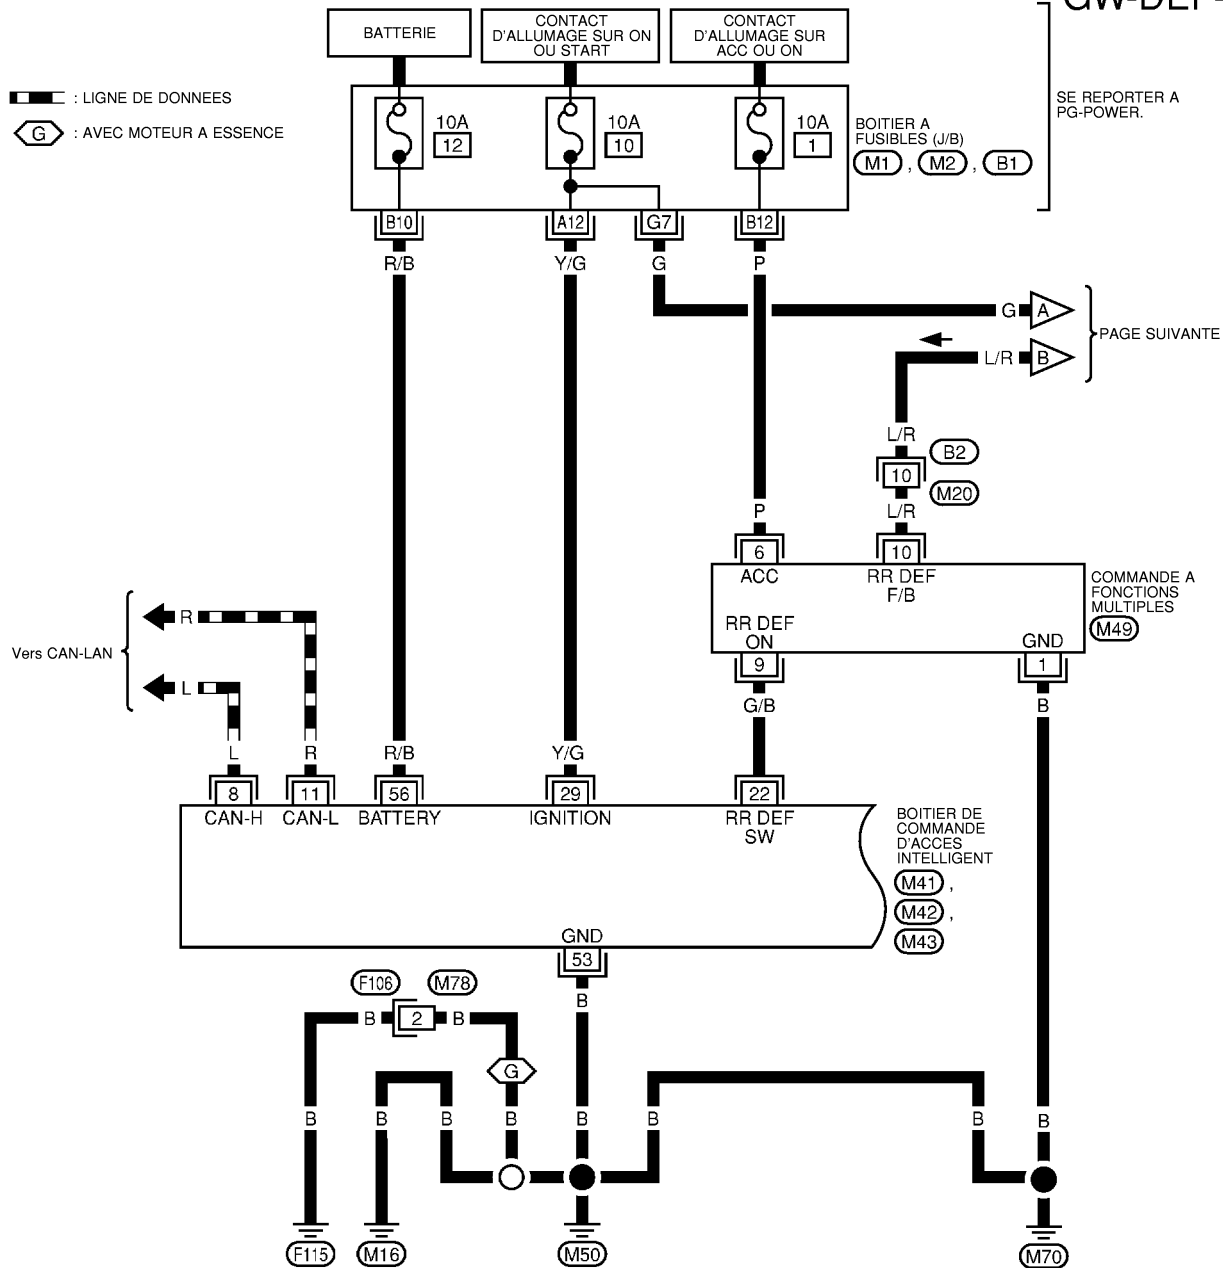 BATTERIE
CONTACT
D'ALLUMAGE SUR ON
OU START
CONTACT
D'ALLUMAGE SUR
ACC OU ON
: LIGNE DE DONNEES
G : AVEC MOTEUR A ESSENCE
10A
12
10A
10
10A
1
BOITIER A
FUSIBLES (J/B)
M1 , M2 , B1
SE REPORTER A
PG-POWER.
B10 A12 G7 B12
R/B Y/G G P
G A
L/R B
PAGE SUIVANTE
L/R
10
B2
M20
P L/R
6 10
ACC
RR DEF
F/B
RR DEF
ON
GND
COMMANDE A
FONCTIONS
MULTIPLES
M49
9 1
G/B B
Vers CAN-LAN
R
L
L R R/B Y/G
8 11 56 29 22
CAN-H CAN-L BATTERY IGNITION
RR DEF
SW
BOITIER DE
COMMANDE
D'ACCES
INTELLIGENT
M41 ,
M42 ,
M43
GND
53
B
F106 M78
B 2 B
G
B B B B B B B B
F115 M16 M50 M70